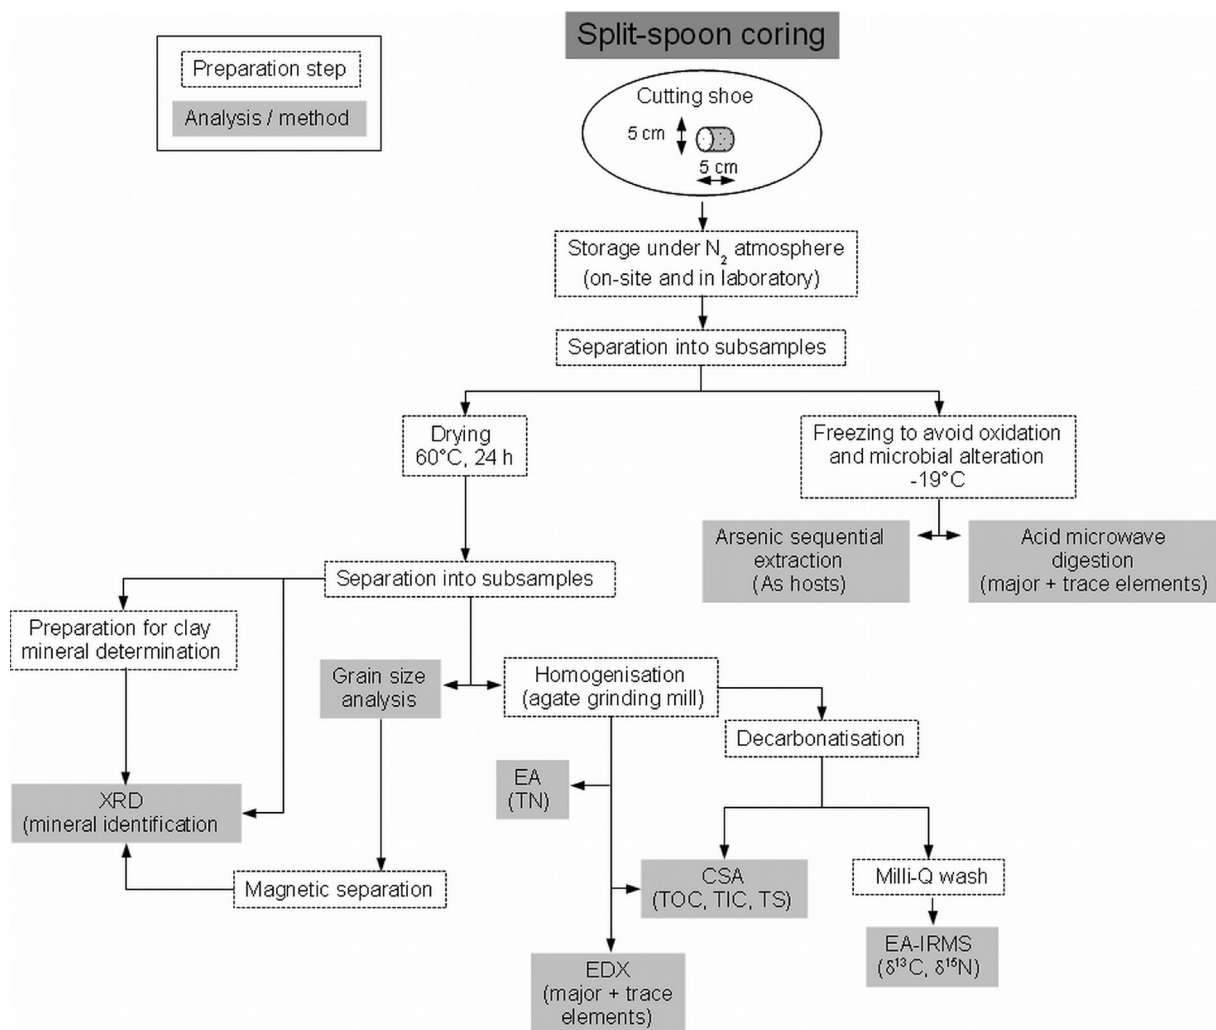 Split-spoon coring
Preparation step
Analysis / method
Cutting shoe
5 cm
5 cm
Storage under N₂ atmosphere
(on-site and in laboratory)
Separation into subsamples
Drying
60°C, 24 h
Freezing to avoid oxidation
and microbial alteration
-19°C
Arsenic sequential
extraction
(As hosts)
Acid microwave
digestion
(major + trace elements)
Separation into subsamples
Preparation for clay
mineral determination
Grain size
analysis
Homogenisation
(agate grinding mill)
Decarbonatisation
EA
(TN)
XRD
(mineral identification
Magnetic separation
CSA
(TOC, TIC, TS)
Milli-Q wash
EA-IRMS
(δ¹³C, δ¹⁵N)
EDX
(major + trace
elements)